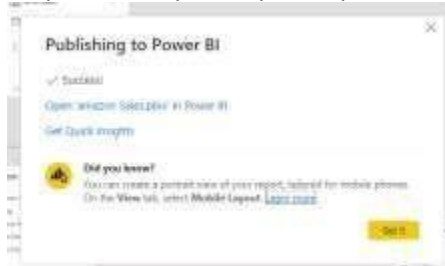 Publishing to Power BI
Success
Open amazon Sales.pbix in Power BI
Get Quick Insights
Did you know?
You can create a portrait view of your report, tailored for mobile phones.
On the View tab, select Mobile Layout. Learn more
Got it